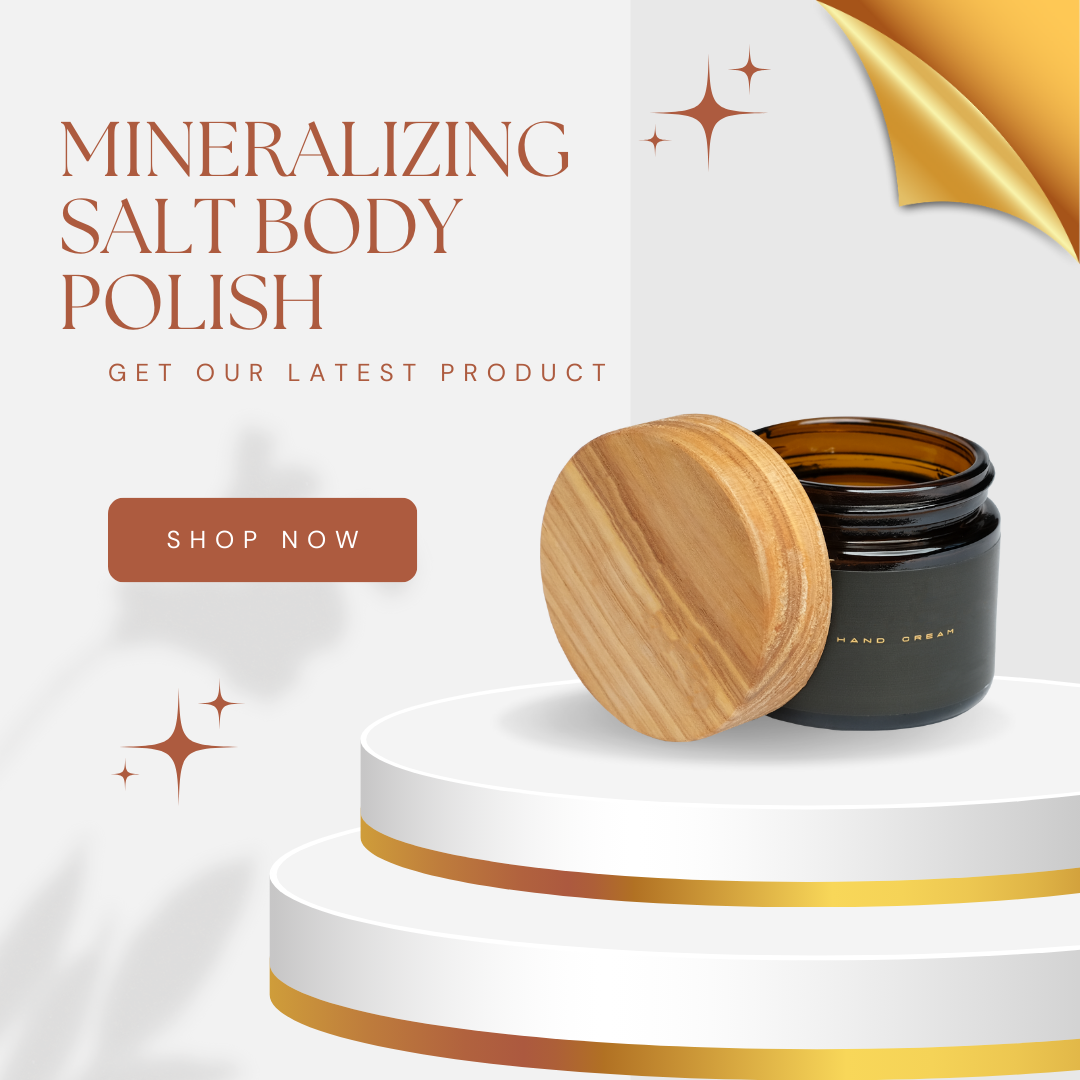 MINERALIZING
SALT BODY
POLISH
GET OUR LATEST PRODUCT
SHOP NOW
HAND CREAM